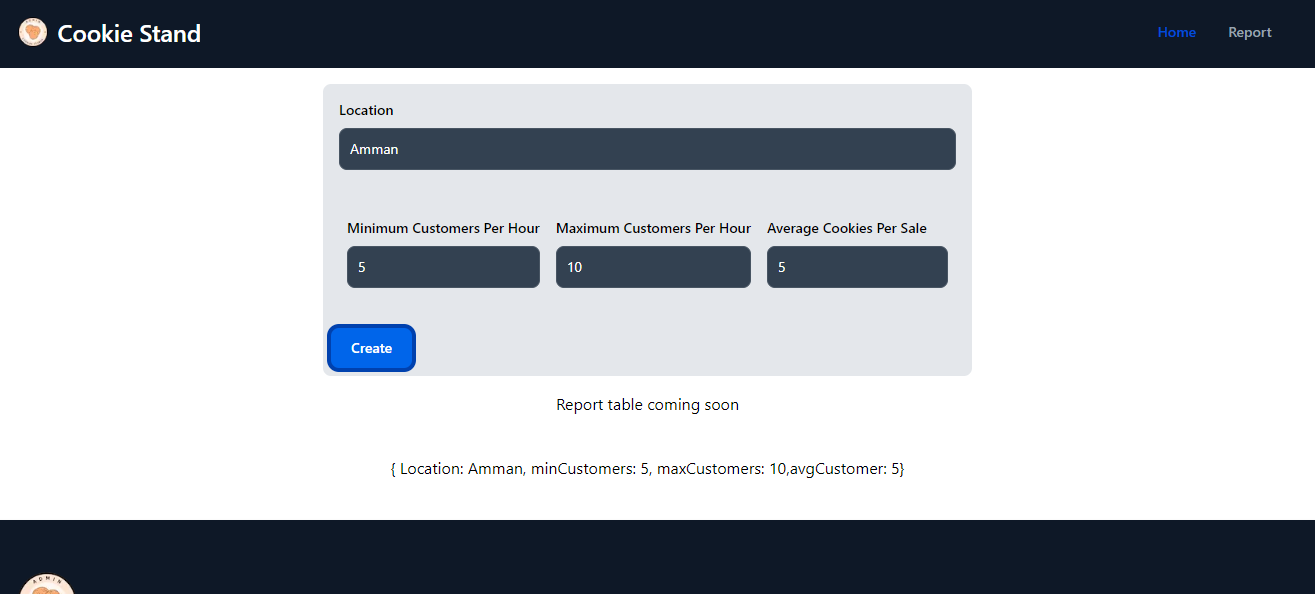 Cookie Stand
Home
Report
Location
Amman
Minimum Customers Per Hour
Maximum Customers Per Hour
Average Cookies Per Sale
5
10
5
Create
Report table coming soon
{ Location: Amman, minCustomers: 5, maxCustomers: 10,avgCustomer: 5}
ADMIN